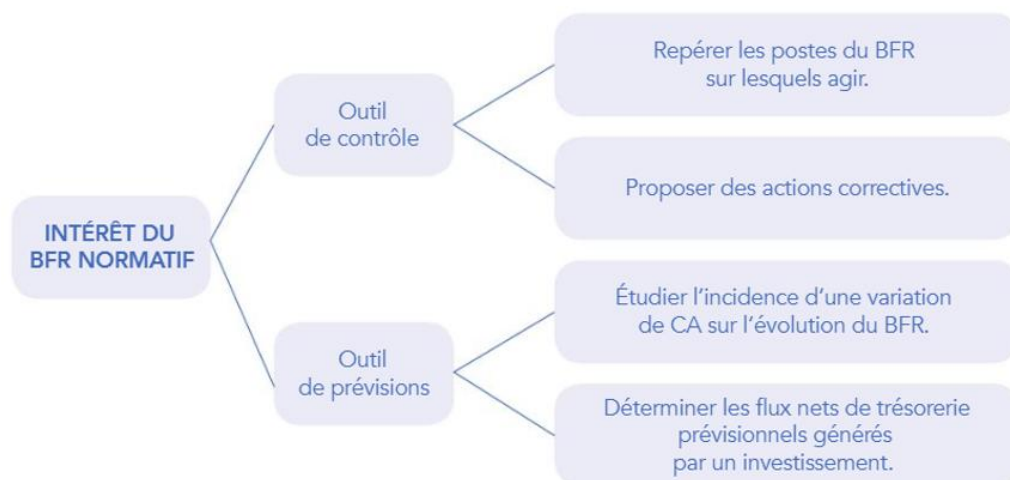 INTÉRÊT DU
BFR NORMATIF
Outil
de contrôle
Repérer les postes du BFR
sur lesquels agir.
Proposer des actions correctives.
Outil
de prévisions
Étudier l’incidence d’une variation
de CA sur l’évolution du BFR.
Déterminer les flux nets de trésorerie
prévisionnels générés
par un investissement.